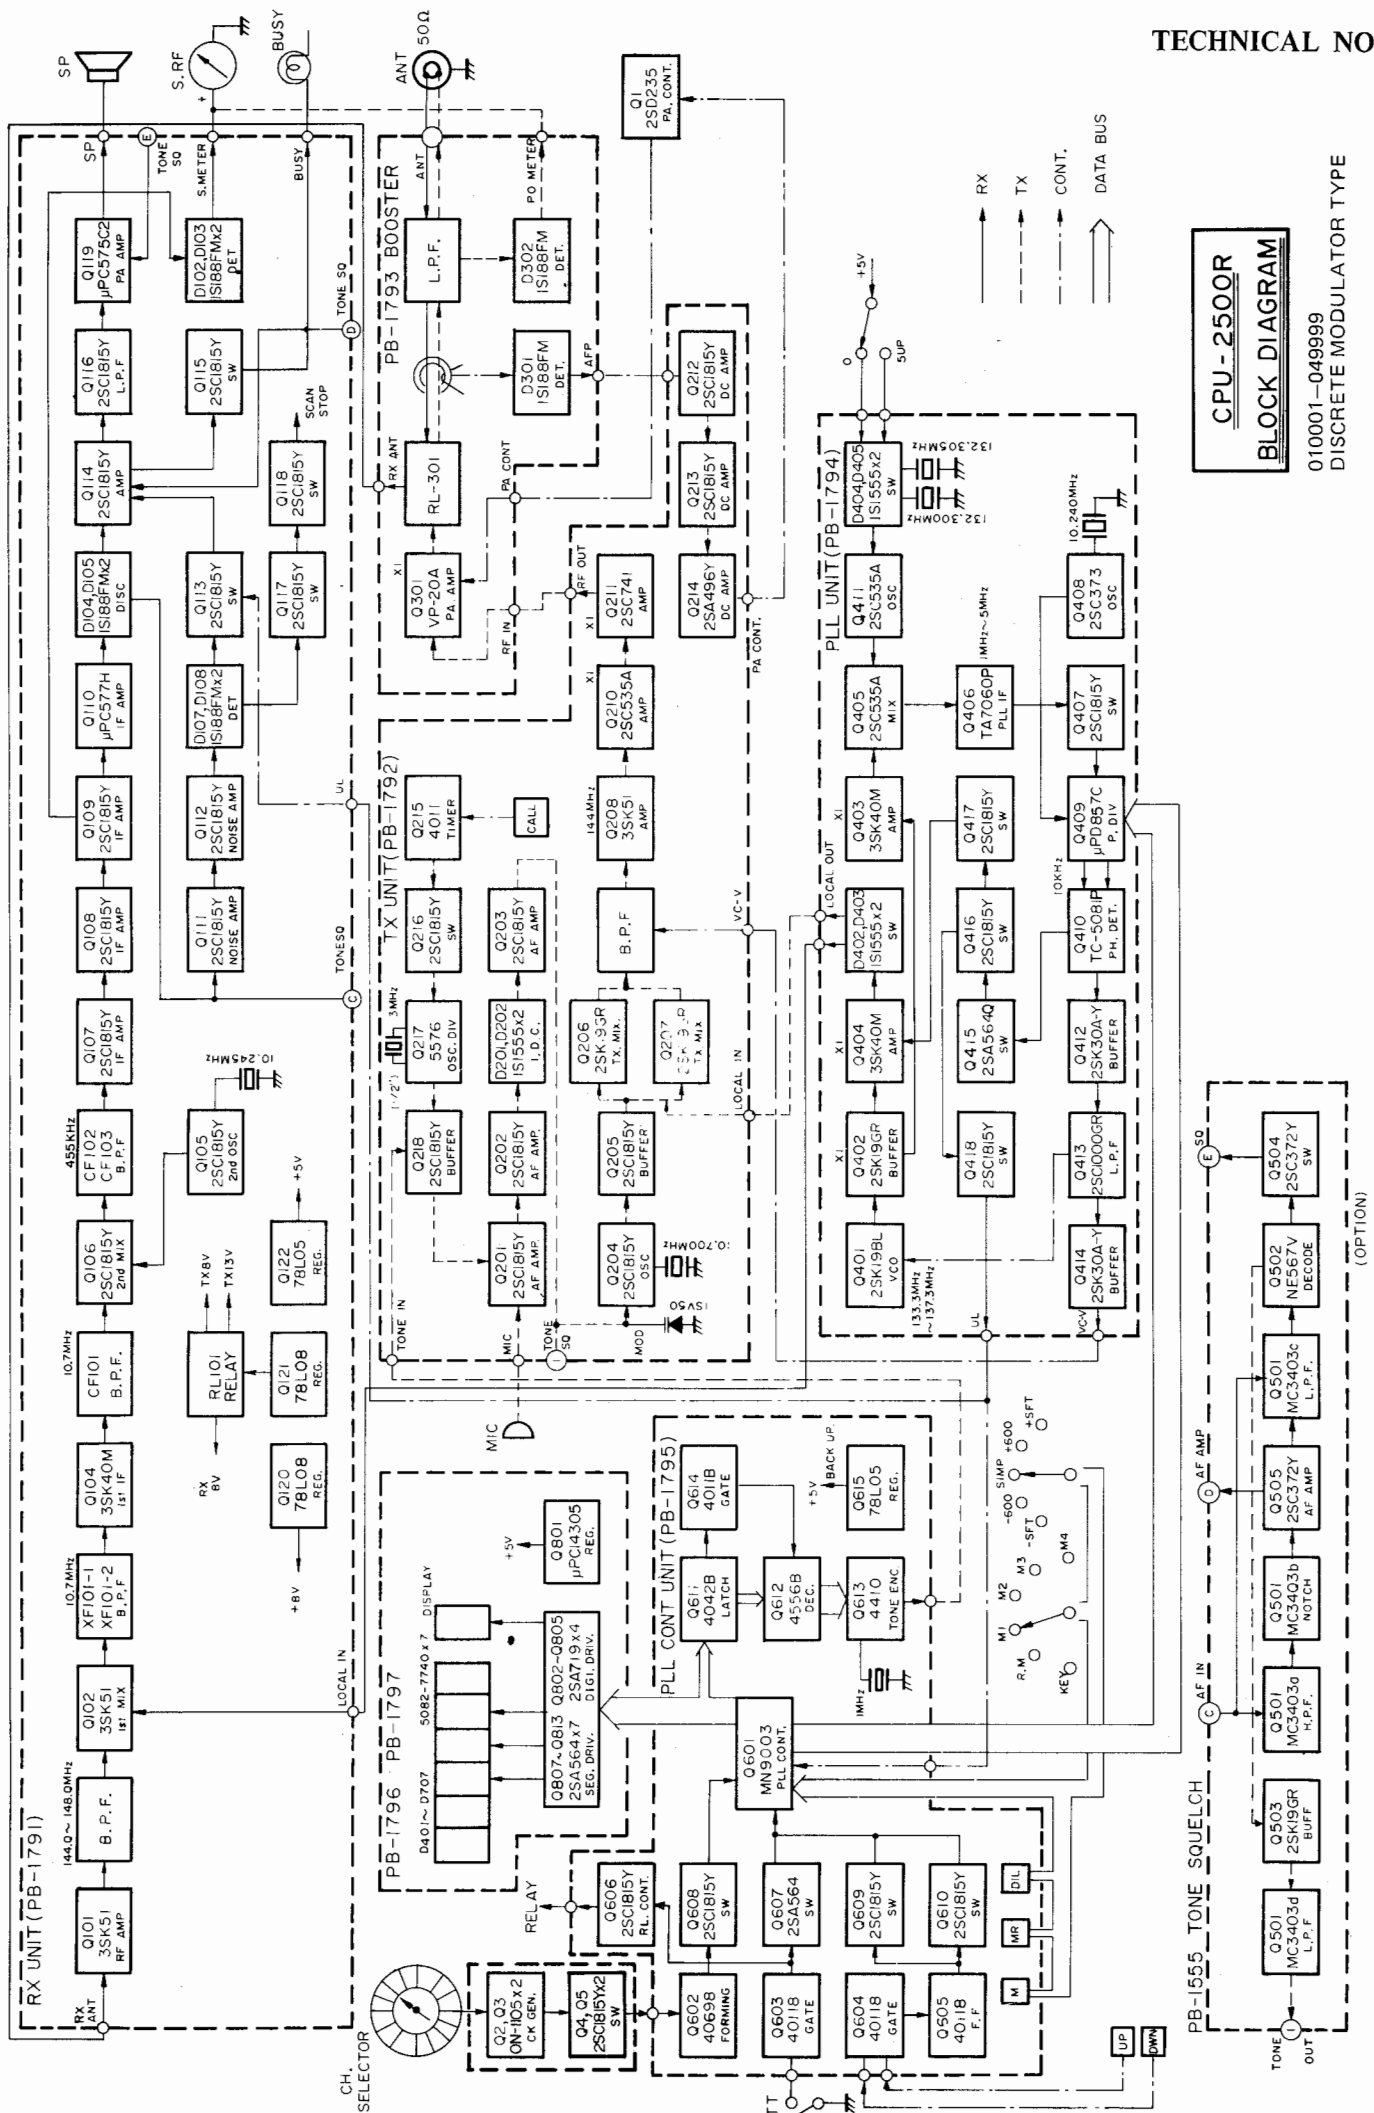 TECHNICAL NO
RX UNIT (PB-1791)
RX
ANT
Q101
3SK51
RF AMP
144.0~148.0MHz
B.P.F.
Q102
3SK51
1st MIX
10.7MHz
XF101-1
XF101-2
B.P.F
Q104
3SK40M
1st IF
10.7MHz
CF101
B.P.F.
Q106
2SC1815Y
2nd MIX
455KHz
CF102
CF103
B.P.F
Q107
2SC1815Y
IF AMP
Q108
2SC1815Y
IF AMP
Q109
2SC1815Y
IF AMP
Q110
μPC577H
IF AMP
D104,D105
1S188FMx2
DISC
Q114
2SC1815Y
AMP
Q116
2SC1815Y
L.P.F
Q119
μPC575C2
PA AMP
SP
SP
E
TONE
SQ
D102,D103
1S188FMx2
DET
S.METER
S.RF
+
BUSY
BUSY
Q105
2SC1815Y
2nd OSC
10.245MHz
Q111
2SC1815Y
NOISE AMP
Q112
2SC1815Y
NOISE AMP
D107,D108
1S188FMx2
DET
Q113
2SC1815Y
SW
Q115
2SC1815Y
SW
Q117
2SC1815Y
SW
Q118
2SC1815Y
SW
SCAN
STOP
RL101
RELAY
TX8V
TX13V
RX
8V
Q120
78L08
REG.
+8V
Q121
78L08
REG.
Q122
78L05
REG.
+5V
LOCAL IN
C
TONESQ
UL
D
TONE SQ
PB-1793 BOOSTER
RX ANT
Q301
VP-20A
PA. AMP
X1
RL-301
L.P.F.
ANT
ANT
50Ω
D301
1S188FM
DET.
AFP
D302
1S188FM
DET.
PO METER
RF IN
PA CONT
Q1
2SD235
PA. CONT.
TX UNIT (PB-1792)
TONE IN
MIC
MIC
TONE
SQ
MOD
Q218
2SC1815Y
BUFFER
(1/2")
Q217
5576
OSC. DIV
3MHz
Q216
2SC1815Y
SW
Q215
4011
TIMER
CALL
Q201
2SC1815Y
AF AMP.
Q202
2SC1815Y
AF AMP.
D201,D202
1S1555x2
I.D.C.
Q203
2SC1815Y
AF AMP
Q204
2SC1815Y
OSC
1SV50
10.700MHz
Q205
2SC1815Y
BUFFER
Q206
2SK19GR
TX. MIX.
Q207
2SK19GR
TX. MIX
B.P.F
144MHz
Q208
3SK51
AMP
X1
Q210
2SC535A
AMP
X1
Q211
2SC741
AMP
RF OUT
Q212
2SC1815Y
DC AMP
Q213
2SC1815Y
DC AMP
Q214
2SA496Y
DC AMP
PA CONT.
LOCAL IN
VC-V
PLL UNIT (PB-1794)
Q401
2SK19BL
VCO
133.3MHz
~137.3MHz
X1
Q402
2SK19GR
BUFFER
X1
Q404
3SK40M
AMP
D402,D403
1S1555x2
SW
LOCAL OUT
X1
Q403
3SK40M
AMP
Q405
2SC535A
MIX
Q411
2SC535A
OSC
D404,D405
1S1555x2
SW
0
5UP
+5V
132.300MHz
132.305MHz
Q406
TA7060P
PLL IF
1MHz~5MHz
Q418
2SC1815Y
SW
Q415
2SA564Q
SW
Q416
2SC1815Y
SW
Q417
2SC1815Y
SW
Q407
2SC1815Y
SW
Q408
2SC373
OSC
10.240MHz
Q414
2SK30A-Y
BUFFER
Q413
2SC1000GR
L.P.F
Q412
2SK30A-Y
BUFFER
Q410
TC-5081P
PH. DET.
10KHz
Q409
μPD857C
P. DIV
UL
VC-V
PB-1796 PB-1797
D401~D707
5082-7740x7
DISPLAY
Q807~Q813
2SA564x7
SEG. DRIV.
Q802~Q805
2SA719x4
DIGI. DRIV.
Q801
μPC14305
REG.
+5V
PLL CONT UNIT (PB-1795)
Q611
4042B
LATCH
Q614
4011B
GATE
Q612
4556B
DEC.
Q613
4410
TONE ENC.
1MHz
Q615
78L05
REG.
+5V
BACK UP.
Q601
MN9003
PLL CONT.
CH.
SELECTOR
Q2, Q3
ON-1105x2
CK GEN.
Q4, Q5
2SC1815Yx2
SW
RELAY
Q606
2SC1815Y
RL. CONT.
Q602
4069B
FORMING
Q608
2SC1815Y
SW
Q603
4011B
GATE
Q607
2SA564
SW
Q604
4011B
GATE
Q609
2SC1815Y
SW
Q505
4011B
F.F.
Q610
2SC1815Y
SW
M
MR
DIL
TT
UP
DWN
KEY
R.M
M1
M2
M3
M4
-SFT
-600
SIMP
+600
+SFT
PB-1555 TONE SQUELCH
C
AF IN
D
AF AMP
E
SQ
TONE
OUT
Q501
MC3403d
L.P.F
Q503
2SK19GR
BUFF
Q501
MC3403a
H.P.F.
Q501
MC3403b
NOTCH
Q505
2SC372Y
AF AMP
Q501
MC3403c
L.P.F.
Q502
NE567V
DECODE
Q504
2SC372Y
SW
(OPTION)
RX
TX
CONT.
DATA BUS
CPU-2500R
BLOCK DIAGRAM
010001-049999
DISCRETE MODULATOR TYPE